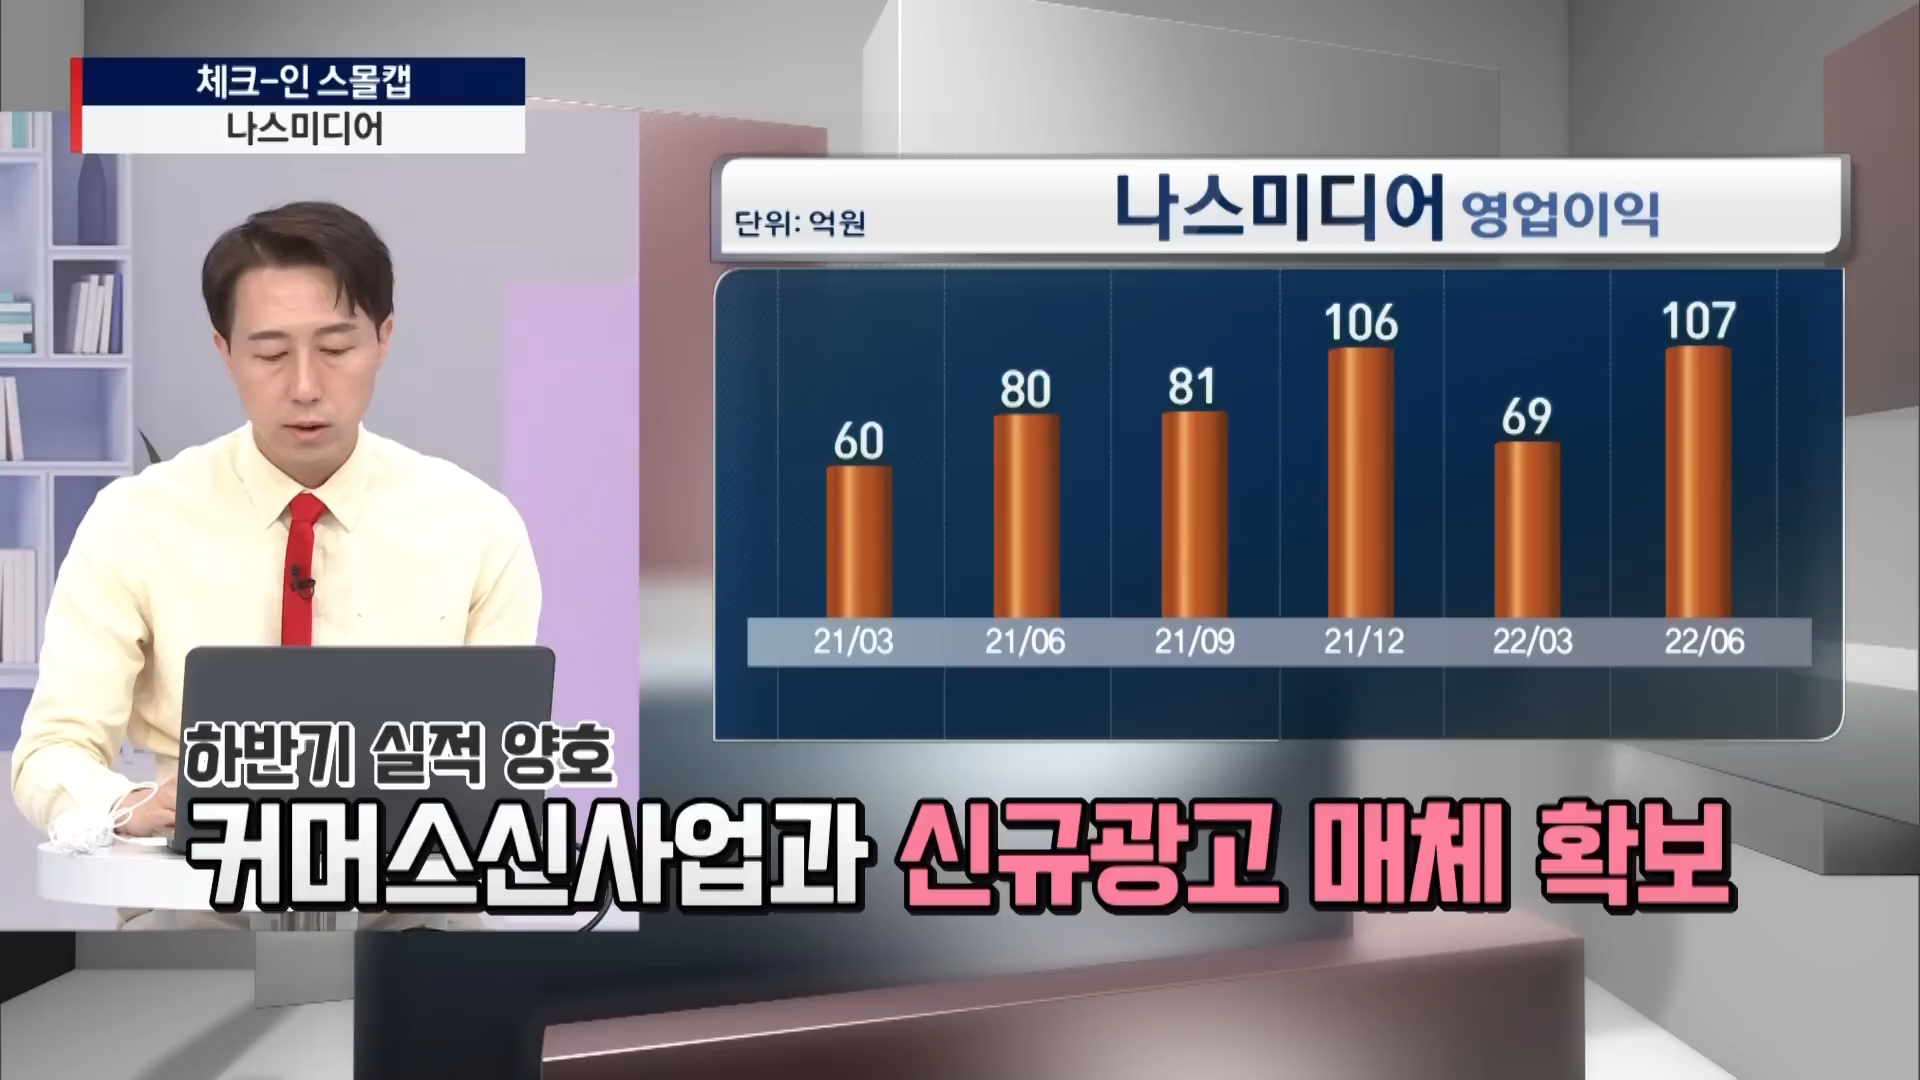 체크-인 스몰캡
나스미디어
단위: 억원
나스미디어 영업이익
60
80
81
106
69
107
21/03
21/06
21/09
21/12
22/03
22/06
하반기 실적 양호
커머스신사업과 신규광고 매체 확보